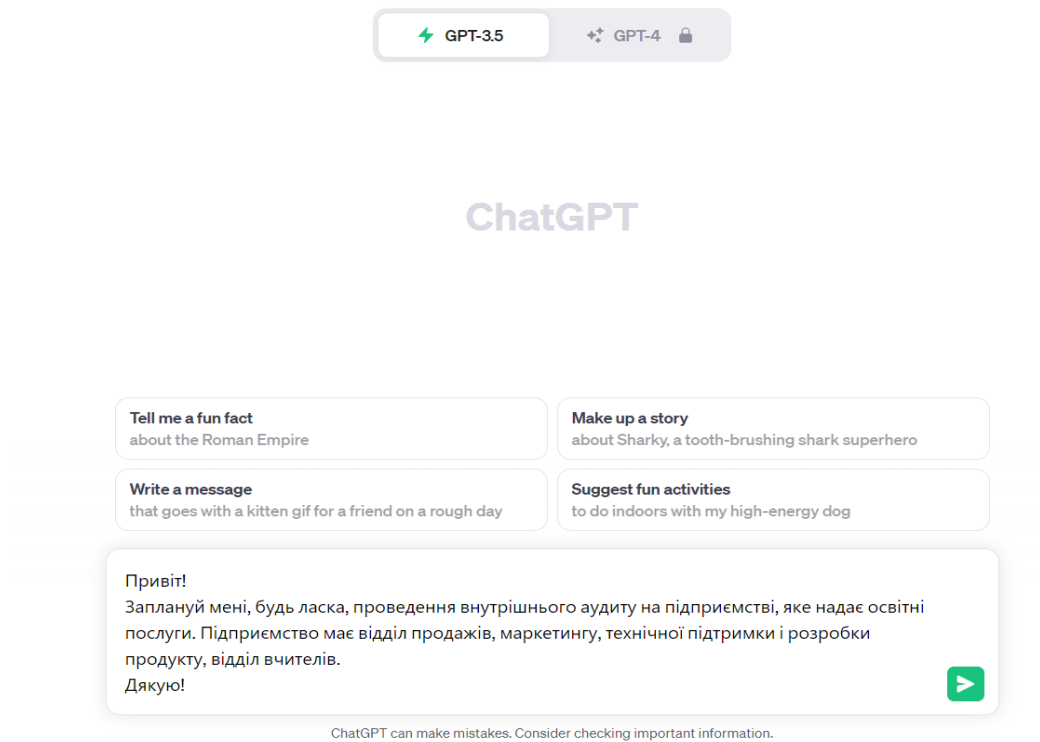 GPT-3.5 GPT-4
ChatGPT
Tell me a fun fact
about the Roman Empire
Make up a story
about Sharky, a tooth-brushing shark superhero
Write a message
that goes with a kitten gif for a friend on a rough day
Suggest fun activities
to do indoors with my high-energy dog
Привіт!
Заплануй мені, будь ласка, проведення внутрішнього аудиту на підприємстві, яке надає освітні
послуги. Підприємство має відділ продажів, маркетингу, технічної підтримки і розробки
продукту, відділ вчителів.
Дякую!
ChatGPT can make mistakes. Consider checking important information.